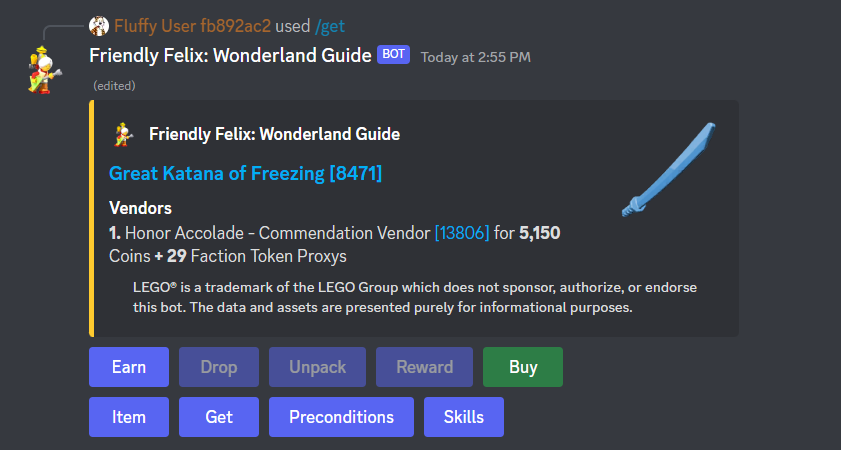 Fluffy User fb892ac2 used /get
Friendly Felix: Wonderland Guide BOT Today at 2:55 PM
(edited)
Friendly Felix: Wonderland Guide
Great Katana of Freezing [8471]
Vendors
1. Honor Accolade - Commendation Vendor [13806] for 5,150
Coins + 29 Faction Token Proxys
LEGO® is a trademark of the LEGO Group which does not sponsor, authorize, or endorse
this bot. The data and assets are presented purely for informational purposes.
Earn Drop Unpack Reward Buy
Item Get Preconditions Skills